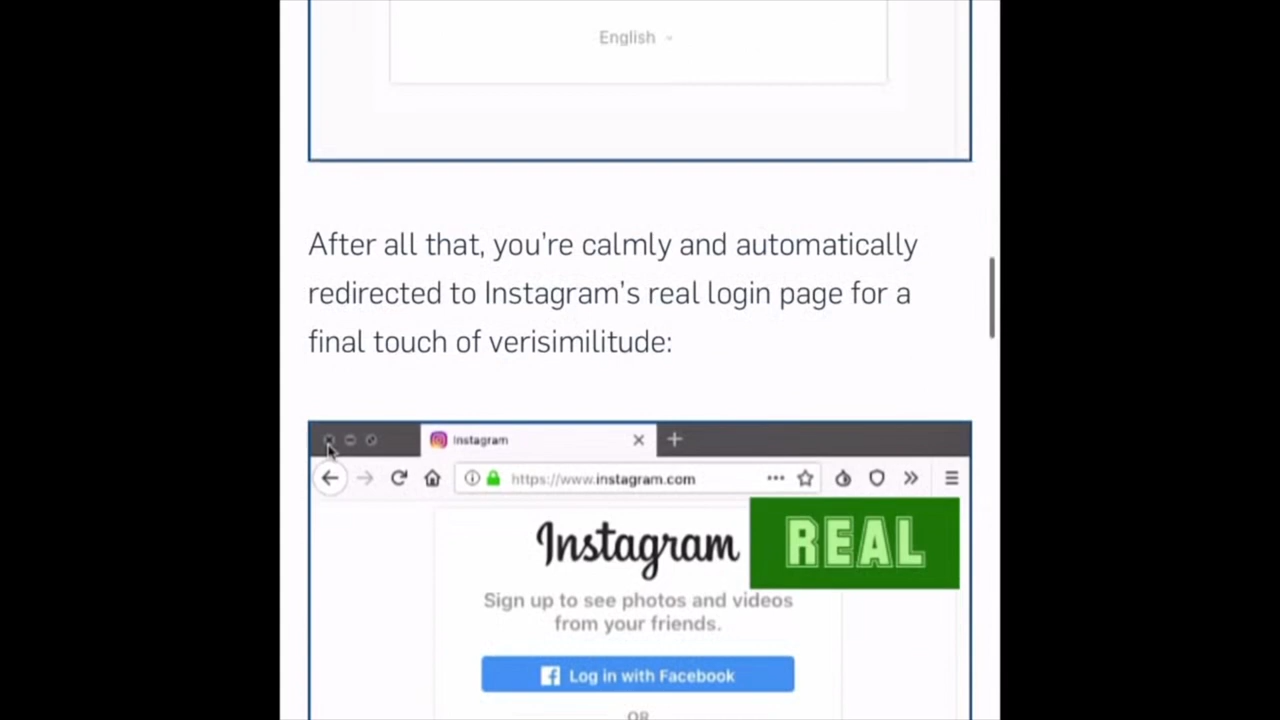 English
After all that, you're calmly and automatically
redirected to Instagram's real login page for a
final touch of verisimilitude:
Instagram
https://www.instagram.com
Instagram
REAL
Sign up to see photos and videos
from your friends.
Log in with Facebook
OR